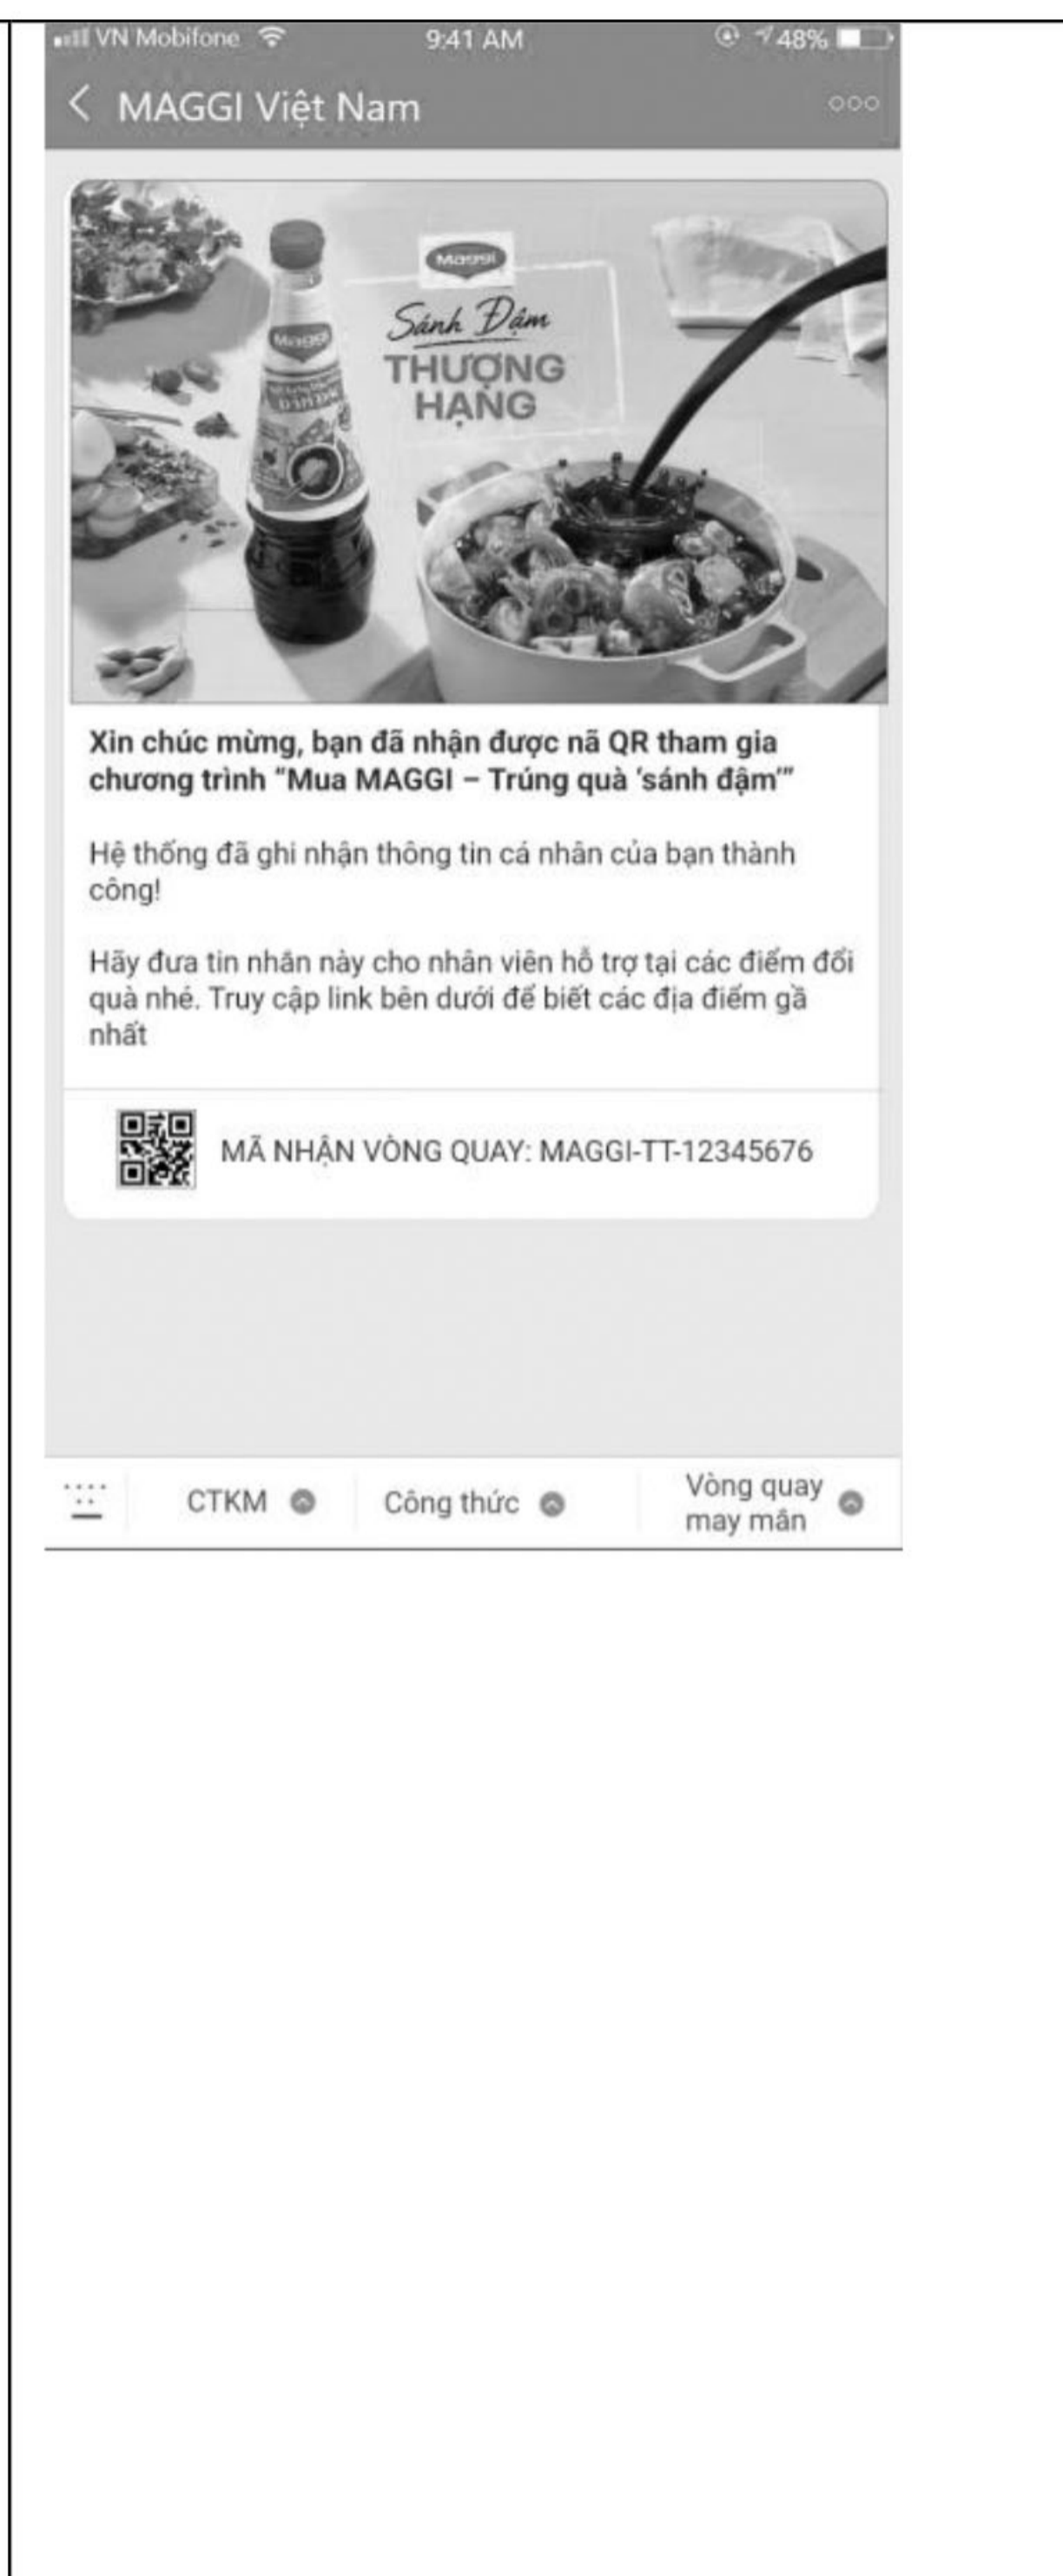 VN Mobifone 9:41 AM 48%
MAGGI Việt Nam
Maggi
Sánh Đậm
THƯỢNG
HẠNG
Maggi
Xin chúc mừng, bạn đã nhận được nã QR tham gia
chương trình “Mua MAGGI – Trúng quà ‘sánh đậm’”
Hệ thống đã ghi nhận thông tin cá nhân của bạn thành
công!
Hãy đưa tin nhắn này cho nhân viên hỗ trợ tại các điểm đổi
quà nhé. Truy cập link bên dưới để biết các địa điểm gầ
nhất
MÃ NHẬN VÒNG QUAY: MAGGI-TT-12345676
CTKM
Công thức
Vòng quay
may mắn